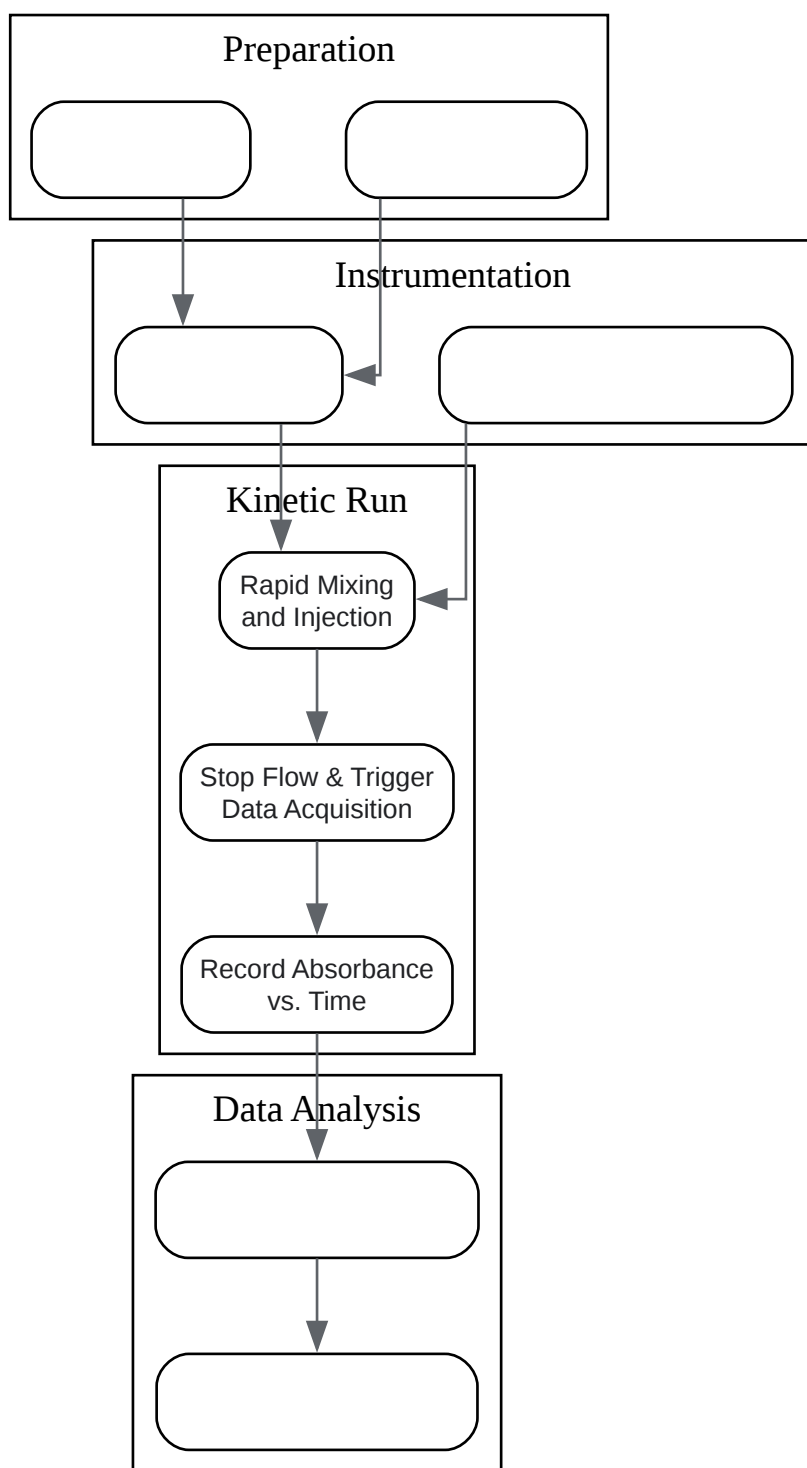 Preparation
Instrumentation
Kinetic Run
Rapid Mixing
and Injection
Stop Flow & Trigger
Data Acquisition
Record Absorbance
vs. Time
Data Analysis